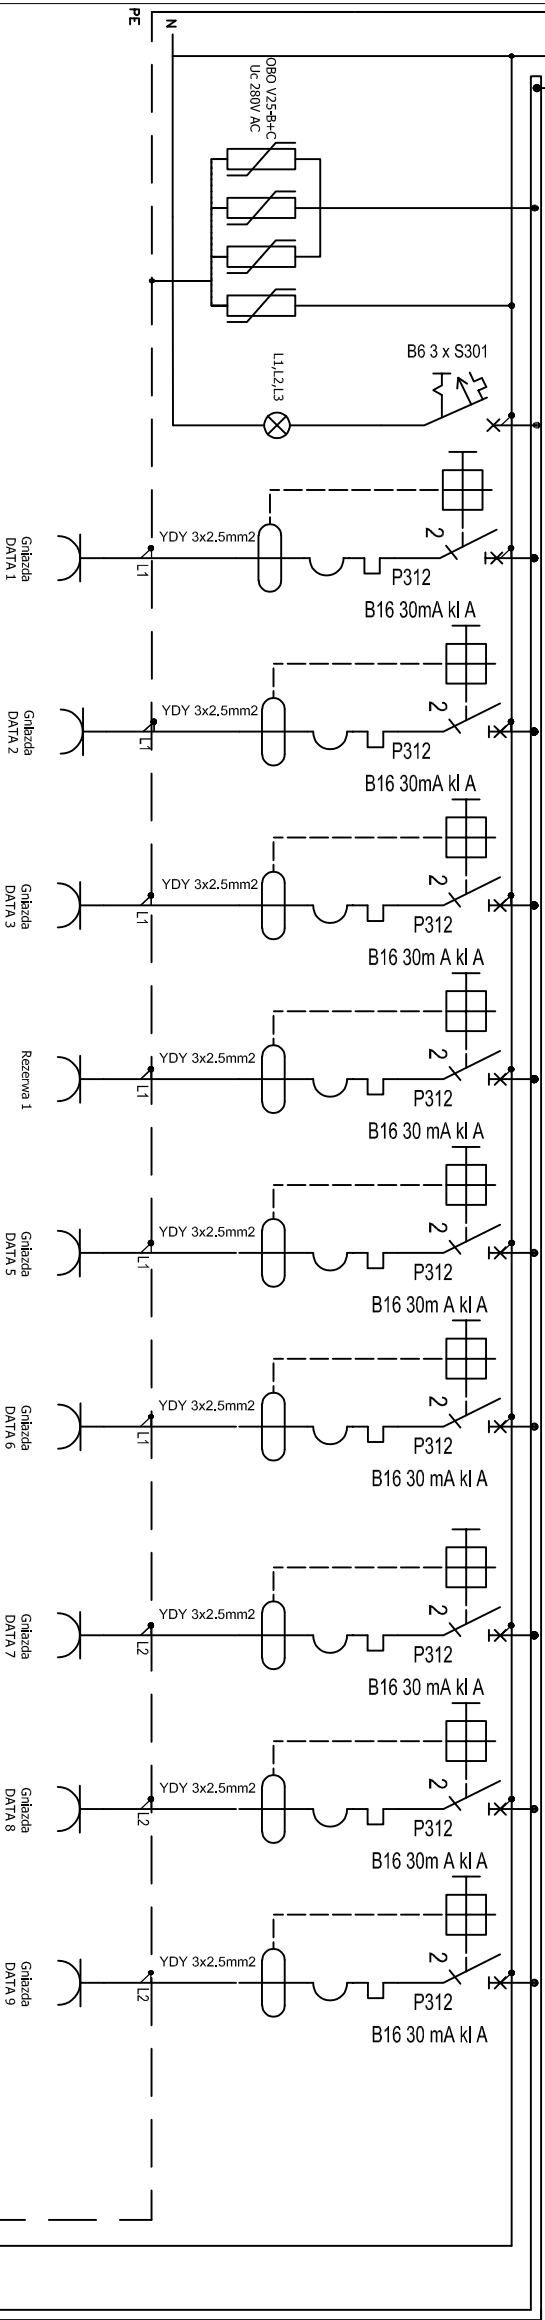 PE
N
OBO V25-B+C
Uc 280V AC
B6 3 x S301
L1,L2,L3
YDY 3x2.5mm2
2
P312
L1
B16 30mA kl A
Gniazda
DATA 1
YDY 3x2.5mm2
2
P312
L1
B16 30mA kl A
Gniazda
DATA 2
YDY 3x2.5mm2
2
P312
L1
B16 30m A kl A
Gniazda
DATA 3
YDY 3x2.5mm2
2
P312
L1
B16 30 mA kl A
Rezerwa 1
YDY 3x2.5mm2
2
P312
L1
B16 30m A kl A
Gniazda
DATA 5
YDY 3x2.5mm2
2
P312
L1
B16 30 mA kl A
Gniazda
DATA 6
YDY 3x2.5mm2
2
P312
L2
B16 30 mA kl A
Gniazda
DATA 7
YDY 3x2.5mm2
2
P312
L2
B16 30m A kl A
Gniazda
DATA 8
YDY 3x2.5mm2
2
P312
L2
B16 30 mA kl A
Gniazda
DATA 9